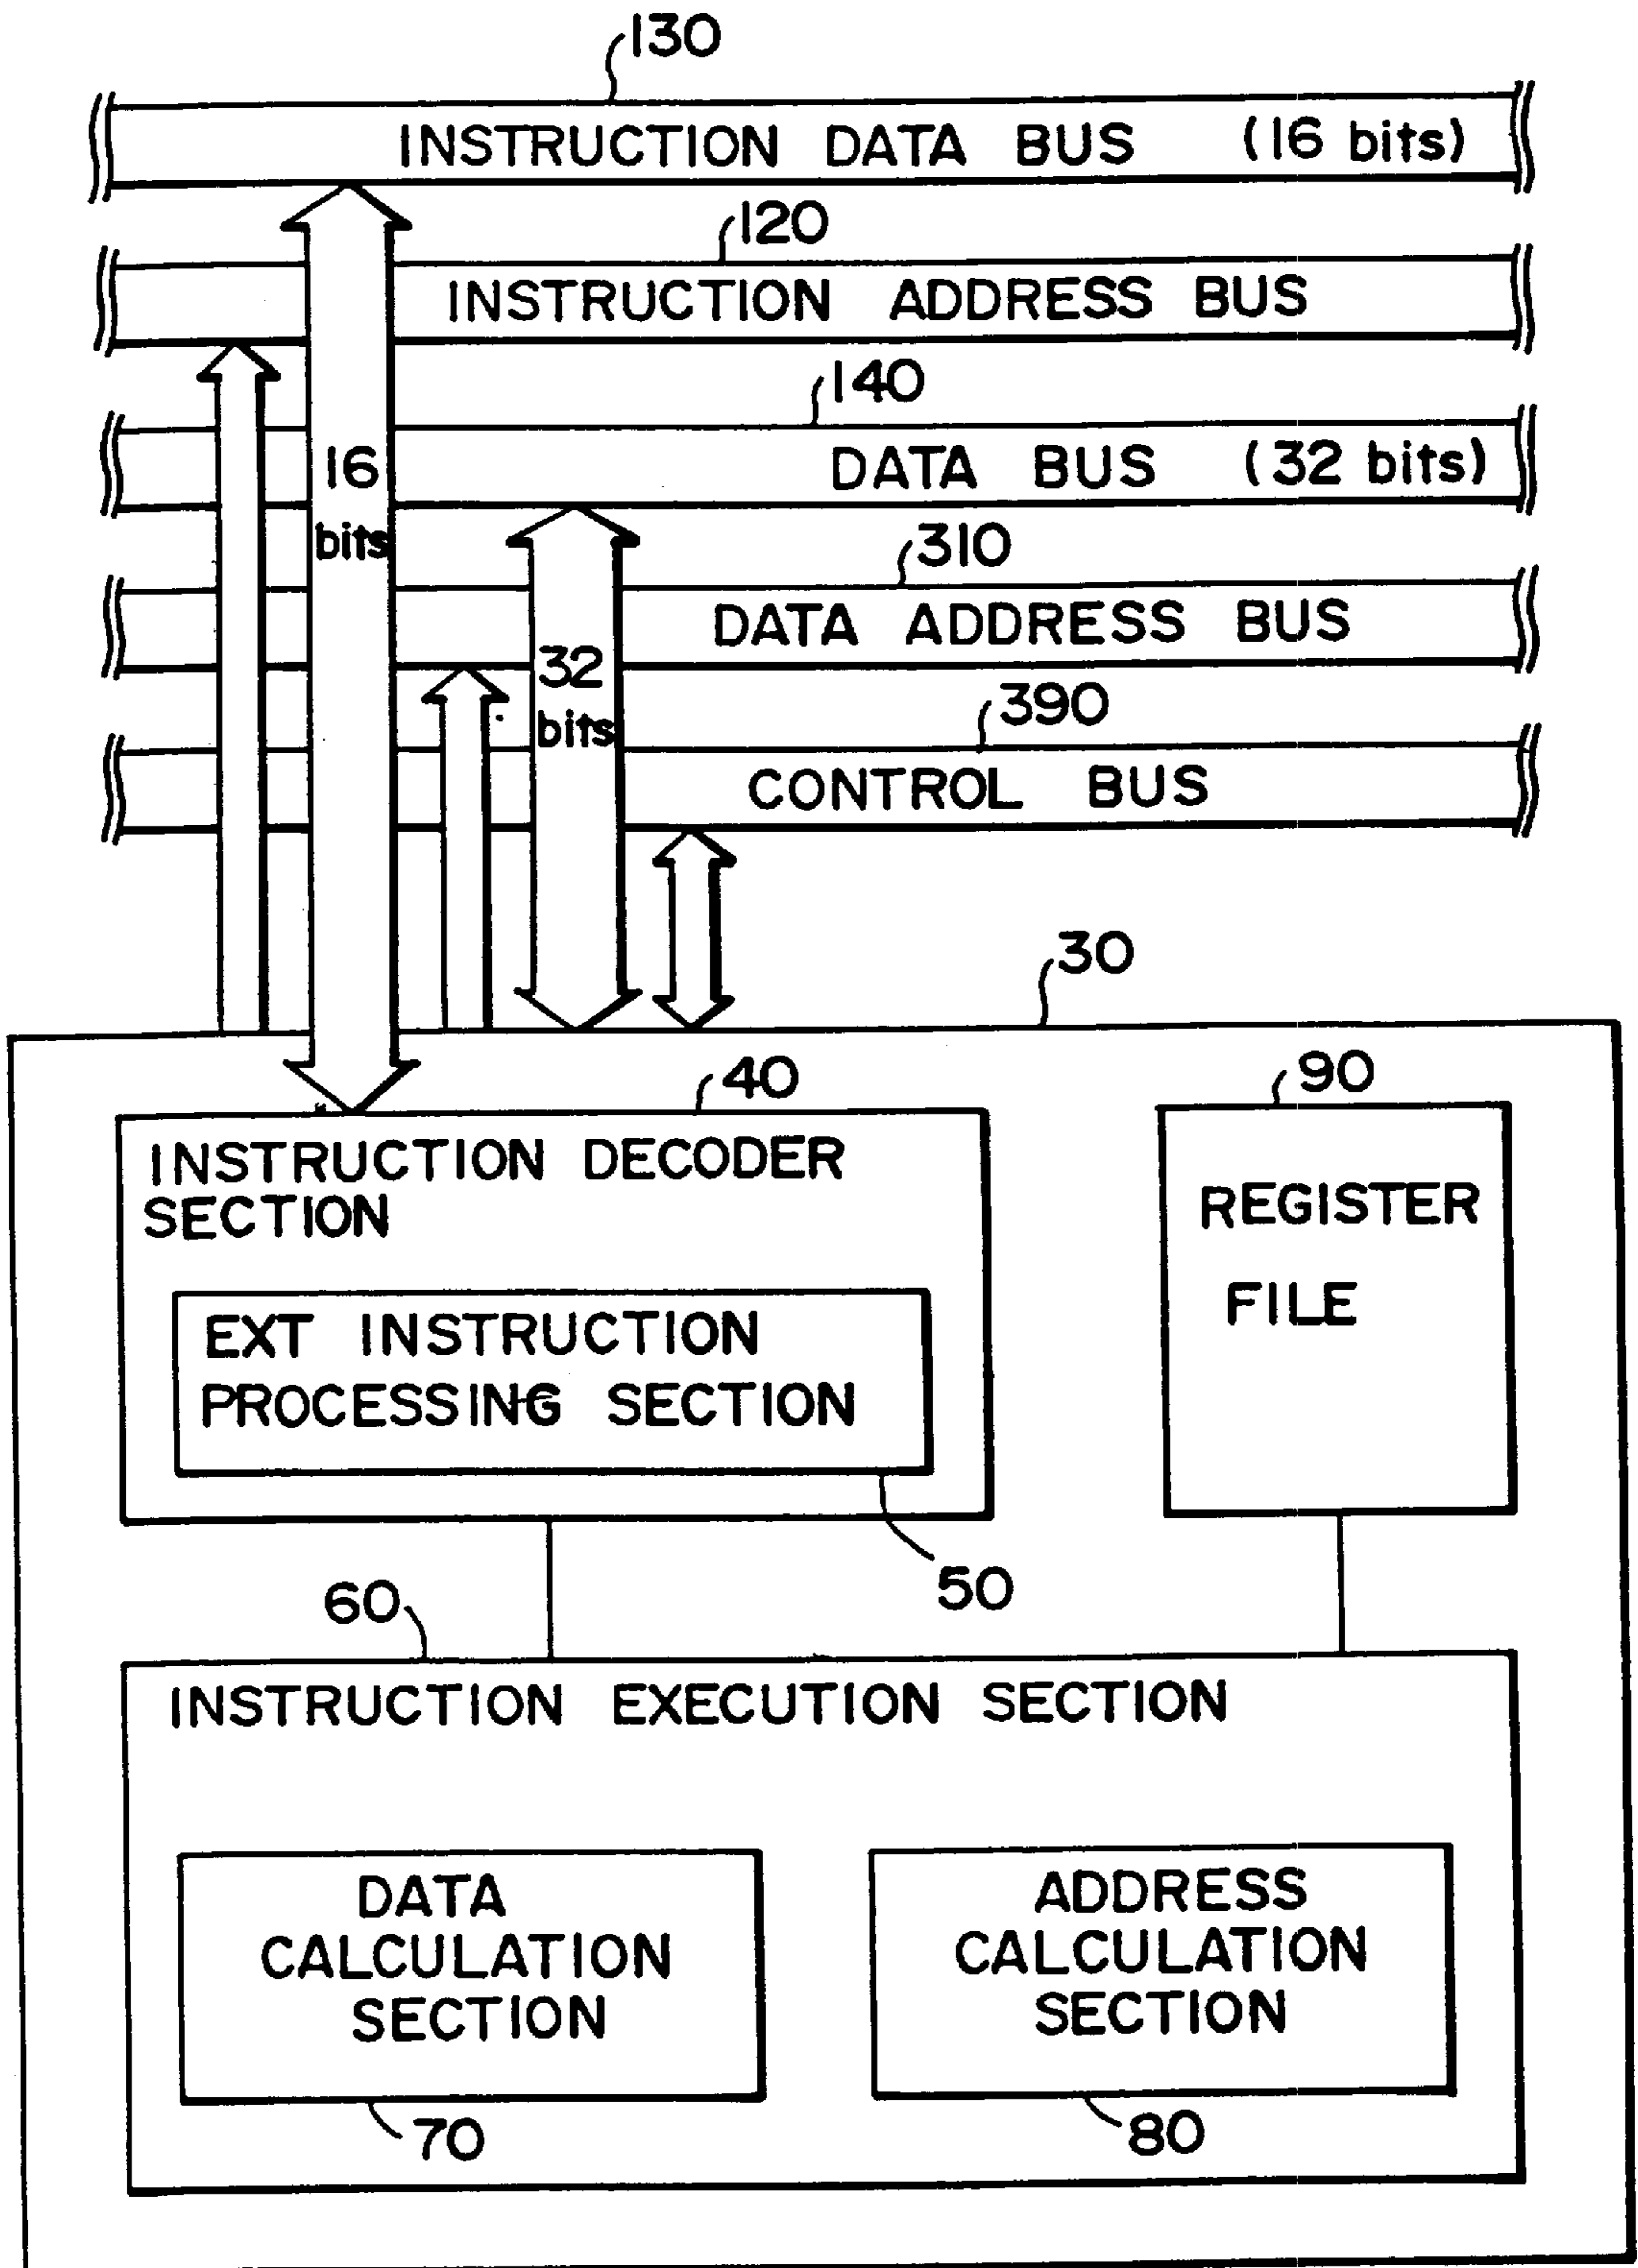 130
INSTRUCTION DATA BUS (16 bits)
120
INSTRUCTION ADDRESS BUS
140
DATA BUS (32 bits)
16
bits
310
DATA ADDRESS BUS
32
bits
390
CONTROL BUS
30
40
INSTRUCTION DECODER
SECTION
90
REGISTER
FILE
EXT INSTRUCTION
PROCESSING SECTION
50
60
INSTRUCTION EXECUTION SECTION
DATA
CALCULATION
SECTION
70
ADDRESS
CALCULATION
SECTION
80